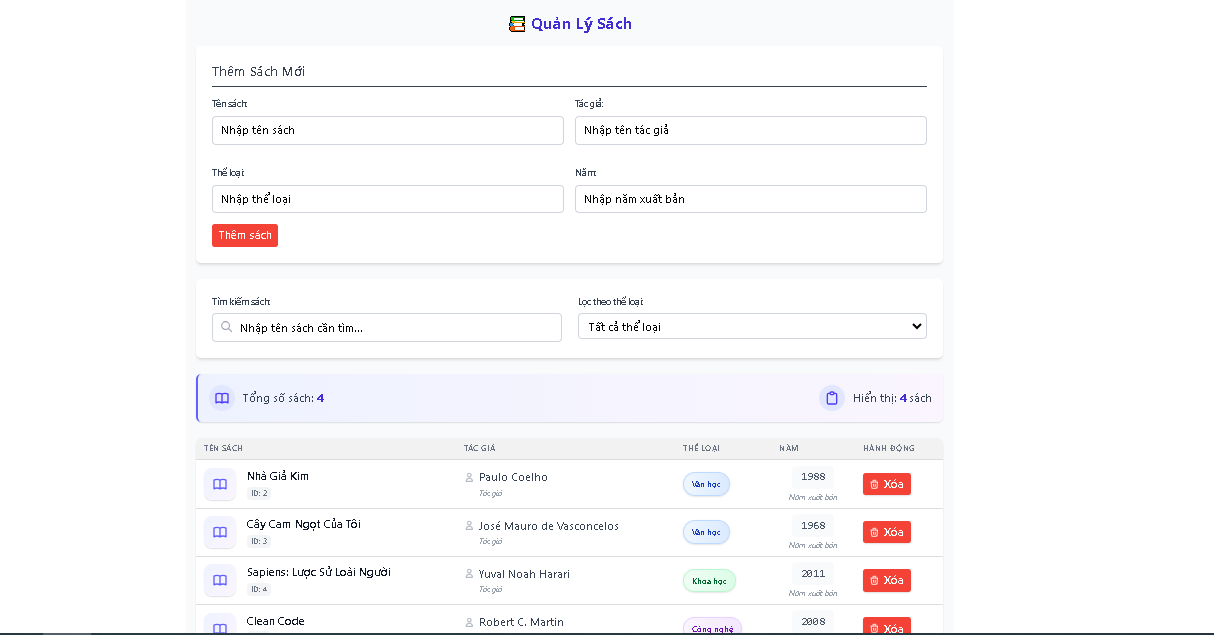 Quản Lý Sách
Thêm Sách Mới
Tên sách: Tác giả:
Nhập tên sách Nhập tên tác giả
Thể loại: Năm:
Nhập thể loại Nhập năm xuất bản
Thêm sách
Tìm kiếm sách: Lọc theo thể loại:
Nhập tên sách cần tìm... Tất cả thể loại
Tổng số sách: 4 Hiển thị: 4 sách
TÊN SÁCH TÁC GIẢ THỂ LOẠI NĂM HÀNH ĐỘNG
Nhà Giả Kim Paulo Coelho Văn học 1988 Xóa
ID: 2 Tác giả Năm xuất bản
Cây Cam Ngọt Của Tôi José Mauro de Vasconcelos Văn học 1968 Xóa
ID: 3 Tác giả Năm xuất bản
Sapiens: Lược Sử Loài Người Yuval Noah Harari Khoa học 2011 Xóa
ID: 4 Tác giả Năm xuất bản
Clean Code Robert C. Martin Công nghệ 2008 Xóa